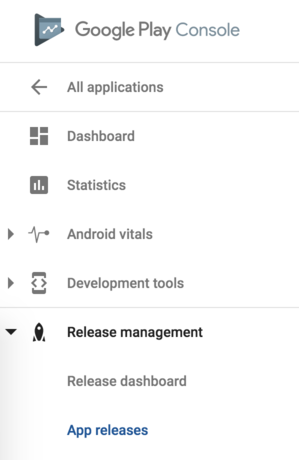 Google Play Console
All applications
Dashboard
Statistics
Android vitals
Development tools
Release management
Release dashboard
App releases